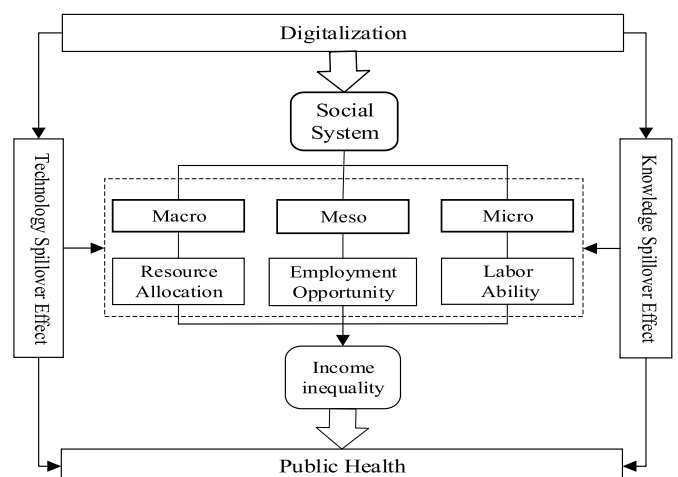 Digitalization
Social
System
Technology Spillover Effect
Knowledge Spillover Effect
Macro
Meso
Micro
Resource
Allocation
Employment
Opportunity
Labor
Ability
Income
inequality
Public Health